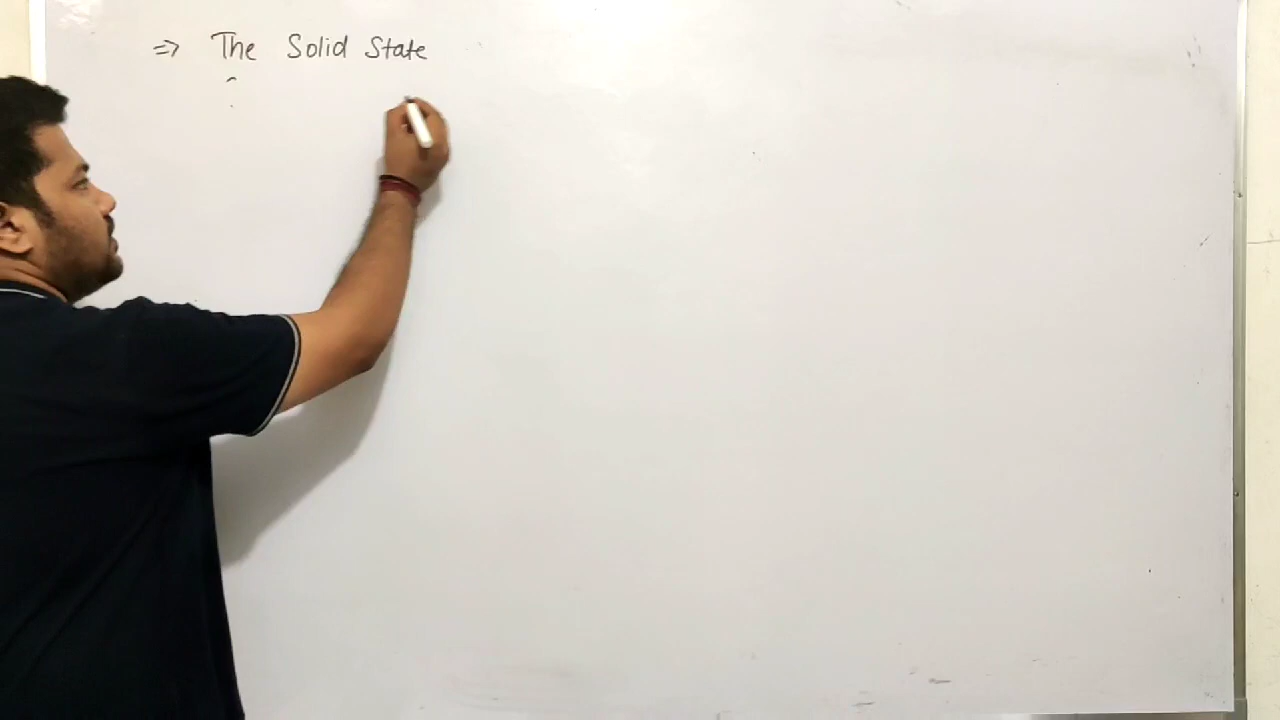 => The Solid State